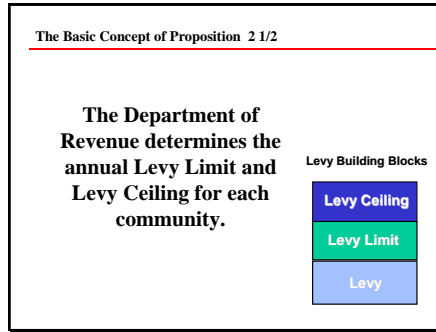 The Basic Concept of Proposition 2 1/2
The Department of
Revenue determines the
annual Levy Limit and
Levy Ceiling for each
community.
Levy Building Blocks
Levy Ceiling
Levy Limit
Levy